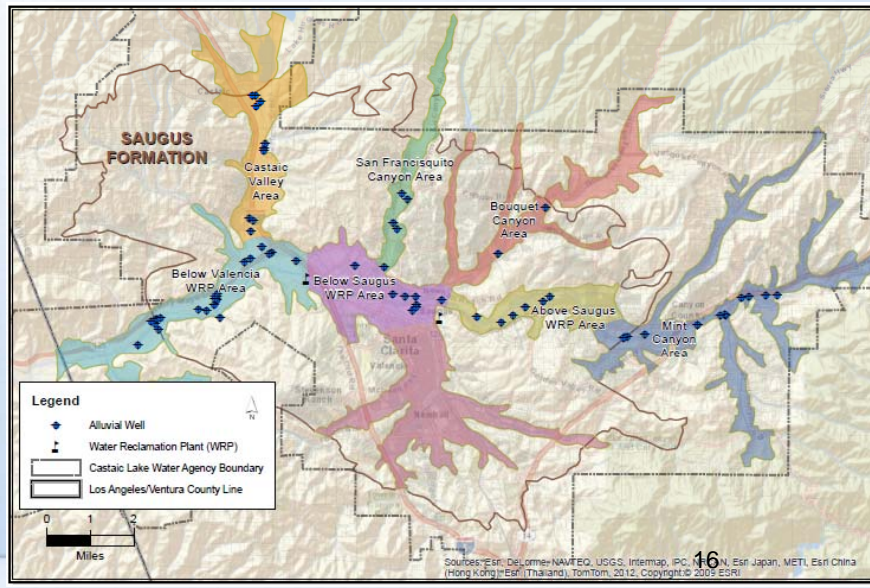 SAUGUS
FORMATION
Castaic
Valley
Area
San Francisquito
Canyon Area
Bouquet
Canyon
Area
Below Valencia
WRP Area
Below Saugus
WRP Area
Above Saugus
WRP Area
Mint
Canyon
Area
Santa
Clarita
Legend
N
Alluvial Well
Water Reclamation Plant (WRP)
Castaic Lake Water Agency Boundary
Los Angeles/Ventura County Line
0 1 2
Miles
16
Sources: Esri, DeLorme, NAVTEQ, USGS, Intermap, IPC, Esri Japan, METI, Esri China
(Hong Kong), Esri (Thailand), TomTom, 2012, Copyright:© 2009 ESRI